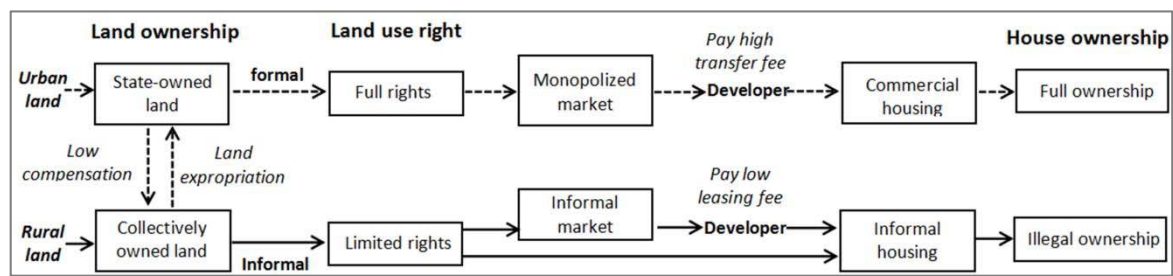 Land ownership
Land use right
Pay high
transfer fee
House ownership
Urban
land
State-owned
land
formal
Full rights
Monopolized
market
Developer
Commercial
housing
Full ownership
Low
compensation
Land
expropriation
Pay low
leasing fee
Rural
land
Collectively
owned land
Informal
Limited rights
Informal
market
Developer
Informal
housing
Illegal ownership